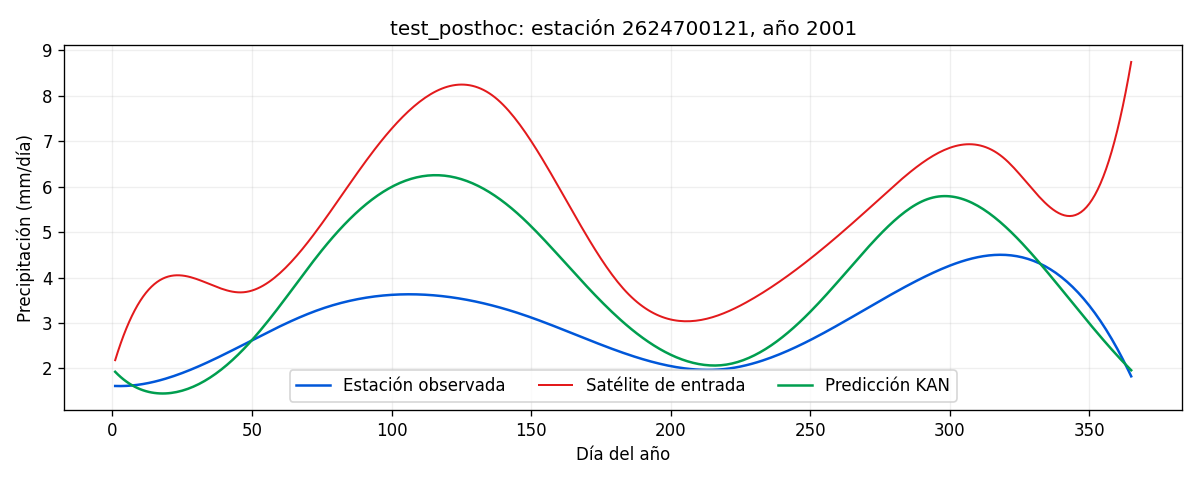 test_posthoc: estación 2624700121, año 2001
Precipitación (mm/día)
9
8
7
6
5
4
3
2
Estación observada Satélite de entrada Predicción KAN
0 50 100 150 200 250 300 350
Día del año